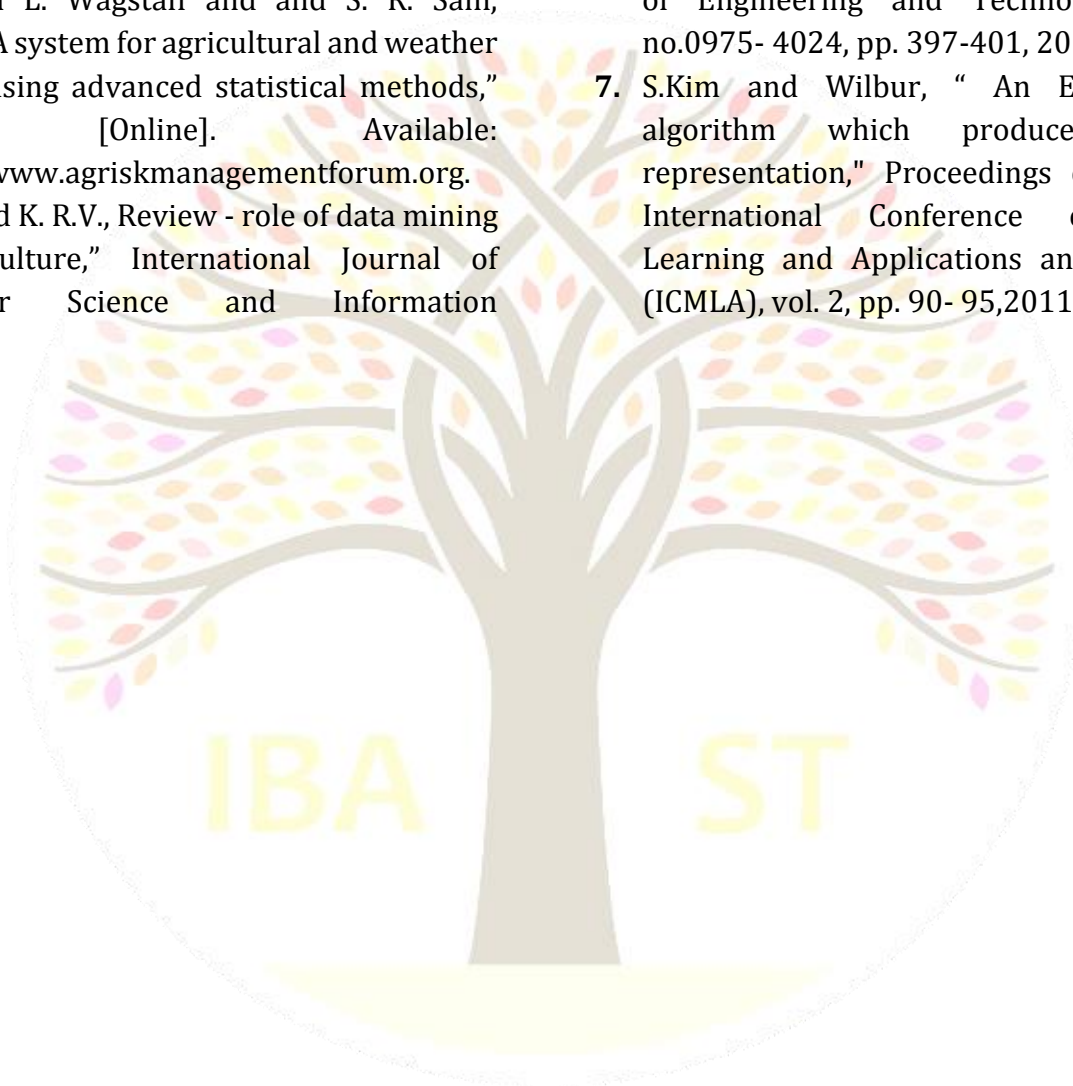 L. Wagstaff and and S. R. Sain,
A system for agricultural and weather
sing advanced statistical methods,”
[Online]. Available:
www.agriskmanagementforum.org.
d K. R.V., Review - role of data mining
ulture,” International Journal of
r Science and Information
of Engineering and Techno
no.0975- 4024, pp. 397-401, 20
7. S.Kim and Wilbur, “ An E
algorithm which produce
representation," Proceedings
International Conference
Learning and Applications an
(ICMLA), vol. 2, pp. 90- 95,2011
IBA ST